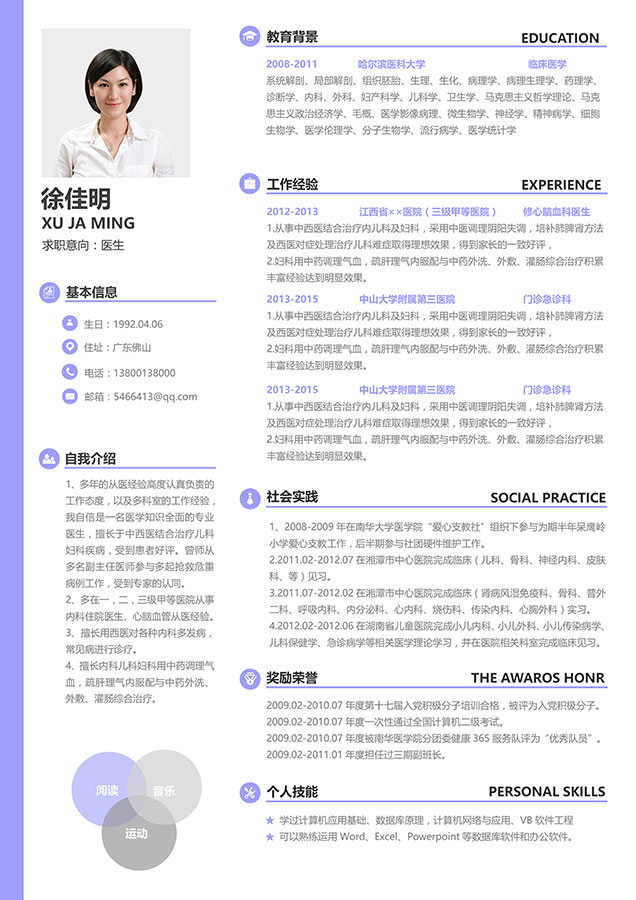 徐佳明
XU JA MING
求职意向：医生
基本信息
生日：1992.04.06
住址：广东佛山
电话：13800138000
邮箱：5466413@qq.com
自我介绍
1、多年的从医经验高度认真负责的
工作态度，以及多科室的工作经验，
我自信是一名医学知识全面的专业
医生，擅长于中西医结合治疗儿科
妇科疾病，受到患者好评。曾师从
多名副主任医师参与多起抢救危重
病例工作，受到专家的认同。
2、多在一，二，三级甲等医院从事
内科住院医生、心脑血管从医经验。
3、擅长用西医对各种内科多发病，
常见病进行诊疗。
4、擅长内科儿科妇科用中药调理气
血，疏肝理气内服配与中药外洗、
外敷、灌肠综合治疗。
阅读
音乐
运动
教育背景 EDUCATION
2008-2011 哈尔滨医科大学 临床医学
系统解剖、局部解剖、组织胚胎、生理、生化、病理学、病理生理学、药理学、
诊断学、内科、外科、妇产科学、儿科学、卫生学、马克思主义哲学理论、马克
思主义政治经济学、毛概、医学影像病理、微生物学、神经学、精神病学、细胞
生物学、医学伦理学、分子生物学、流行病学、医学统计学
工作经验 EXPERIENCE
2012-2013 江西省××医院（三级甲等医院） 修心脑血科医生
1.从事中西医结合治疗内儿科及妇科，采用中医调理阴阳失调，培补肺脾肾方法
及西医对症处理治疗儿科难症取得理想效果，得到家长的一致好评，
2.妇科用中药调理气血，疏肝理气内服配与中药外洗、外敷、灌肠综合治疗积累
丰富经验达到明显效果。
2013-2015 中山大学附属第三医院 门诊急诊科
1.从事中西医结合治疗内儿科及妇科，采用中医调理阴阳失调，培补肺脾肾方法
及医对症处理治疗儿科难症取得理想效果，得到家长的一致好评，
2.妇科用中药调理气血，疏肝理气内服配与中药外洗、外敷、灌肠综合治疗积累
丰富经验达到明显效果。
2013-2015 中山大学附属第三医院 门诊急诊科
1.从事中西医结合治疗内儿科及妇科，采用中医调理阴阳失调，培补肺脾肾方法
及医对症处理治疗儿科难症取得理想效果，得到家长的一致好评，
2.妇科用中药调理气血，疏肝理气内服配与中药外洗、外敷、灌肠综合治疗积累
丰富经验达到明显效果。
社会实践 SOCIAL PRACTICE
1、2008-2009 年在南华大学医学院“爱心支教社”组织下参与为期半年呆鹰岭
小学爱心支教工作，后半期参与社团硬件维护工作。
2.2011.02-2012.07 在湘潭市中心医院完成临床（儿科、骨科、神经内科、皮肤
科、等）见习。
3.2011.07-2012.02 在湘潭市中心医院完成临床（肾病风湿免疫科、骨科、普外
二科、呼吸内科、内分泌科、心内科、烧伤科、传染内科、心胸外科）实习。
4.2012.02-2012.06 在湖南省儿童医院完成小儿内科、小儿外科、小儿传染病学、
儿科保健学、急诊病学等相关医学理论学习，并在医院相关科室完成临床见习。
奖励荣誉 THE AWAROS HONR
2009.02-2010.07 年度第十七届入党积极分子培训合格，被评为入党积极分子。
2009.02-2010.07 年度一次性通过全国计算机二级考试。
2009.02-2010.07 年度被南华医学院分团委健康 365 服务队评为“优秀队员”。
2009.02-2011.01 年度担任过三期副班长。
个人技能 PERSONAL SKILLS
★ 学过计算机应用基础、数据库原理，计算机网络与应用、VB 软件工程
★ 可以熟练运用 Word、Excel、Powerpoint 等数据库软件和办公软件。